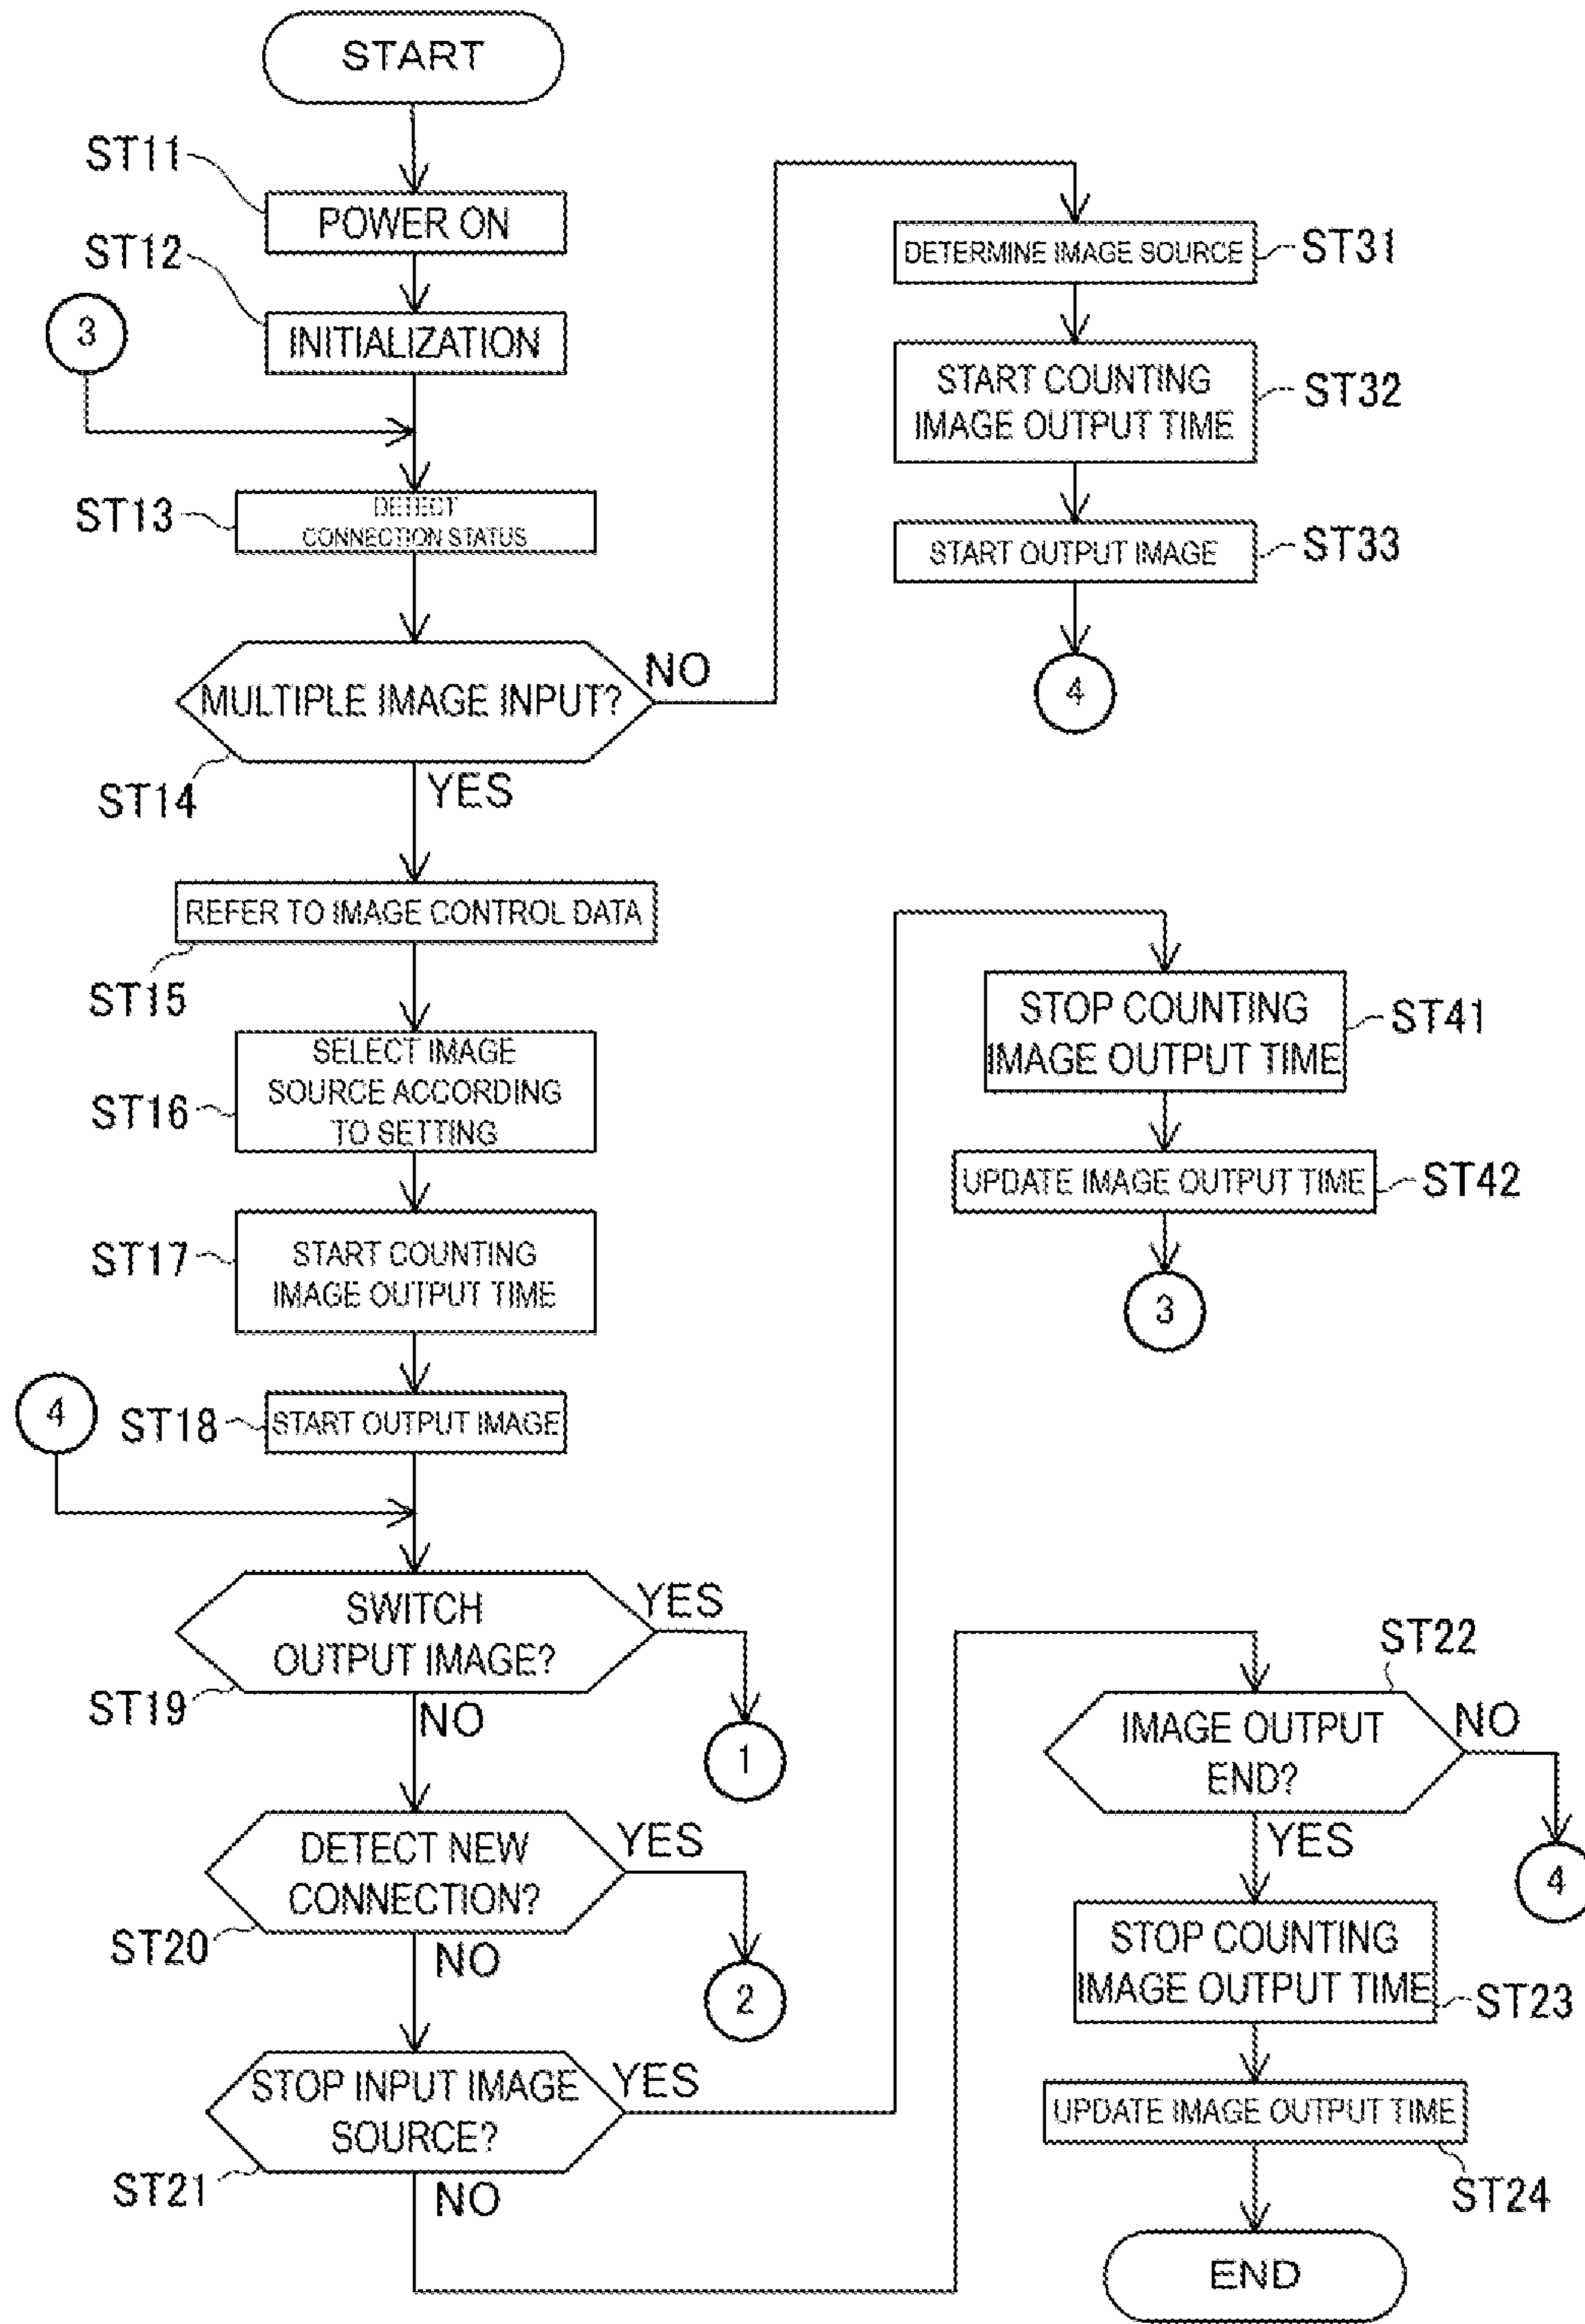 START
ST11
POWER ON
ST12
INITIALIZATION
3
ST13
DETECT
CONNECTION STATUS
MULTIPLE IMAGE INPUT?
NO
ST14
YES
REFER TO IMAGE CONTROL DATA
ST15
SELECT IMAGE
SOURCE ACCORDING
TO SETTING
ST16
ST17
START COUNTING
IMAGE OUTPUT TIME
4
ST18
START OUTPUT IMAGE
SWITCH
OUTPUT IMAGE?
YES
ST19
NO
1
DETECT NEW
CONNECTION?
YES
ST20
NO
2
STOP INPUT IMAGE
SOURCE?
YES
ST21
NO
DETERMINE IMAGE SOURCE
ST31
START COUNTING
IMAGE OUTPUT TIME
ST32
START OUTPUT IMAGE
ST33
4
STOP COUNTING
IMAGE OUTPUT TIME
ST41
UPDATE IMAGE OUTPUT TIME
ST42
3
ST22
IMAGE OUTPUT
END?
NO
YES
4
STOP COUNTING
IMAGE OUTPUT TIME
ST23
UPDATE IMAGE OUTPUT TIME
ST24
END